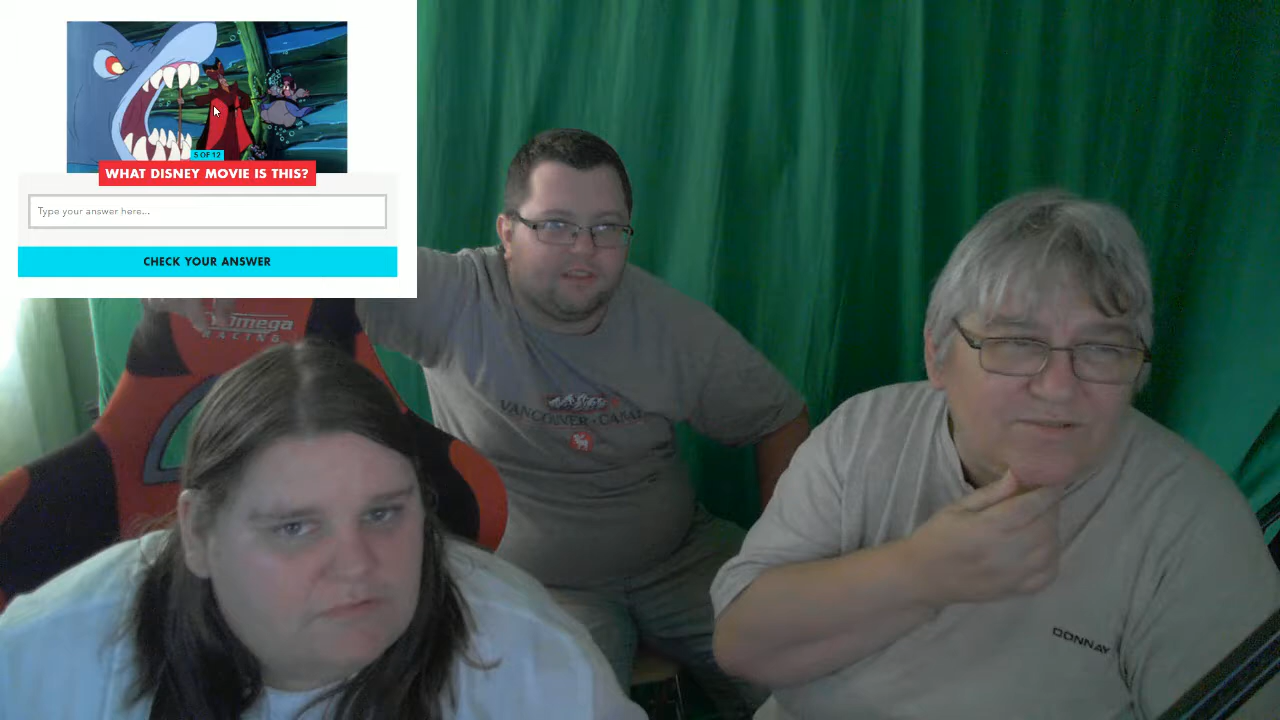 5 OF 12
WHAT DISNEY MOVIE IS THIS?
Type your answer here...
CHECK YOUR ANSWER
omega
RACING
VANCOUVER
DONNAY